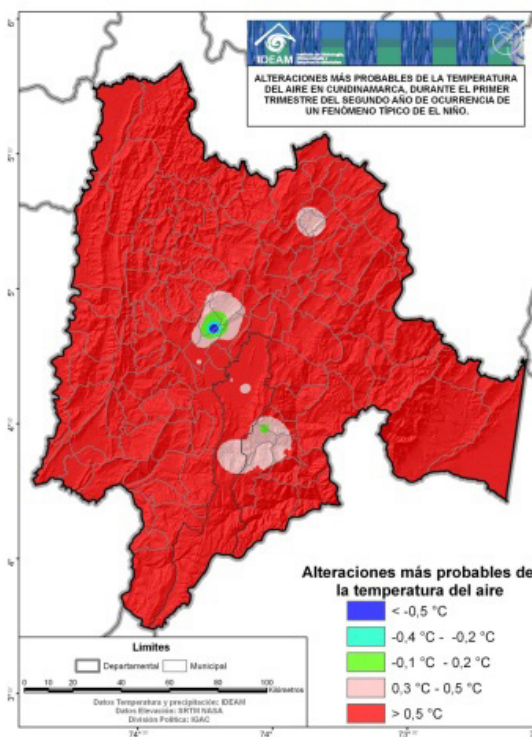 IDEAM
ALTERACIONES MÁS PROBABLES DE LA TEMPERATURA
DEL AIRE EN CUNDINAMARCA, DURANTE EL PRIMER
TRIMESTRE DEL SEGUNDO AÑO DE OCURRENCIA DE
UN FENÓMENO TÍPICO DE EL NIÑO.
Alteraciones más probables de
la temperatura del aire
< -0,5 °C
-0,4 °C - -0,2 °C
-0,1 °C - 0,2 °C
0,3 °C - 0,5 °C
> 0,5 °C
Limites
Departamental Municipal
0 20 40 60 80 100
Kilómetros
Datos Temperatura y precipitación: IDEAM
Datos Elevación: SRTM NASA
División Política: IGAC